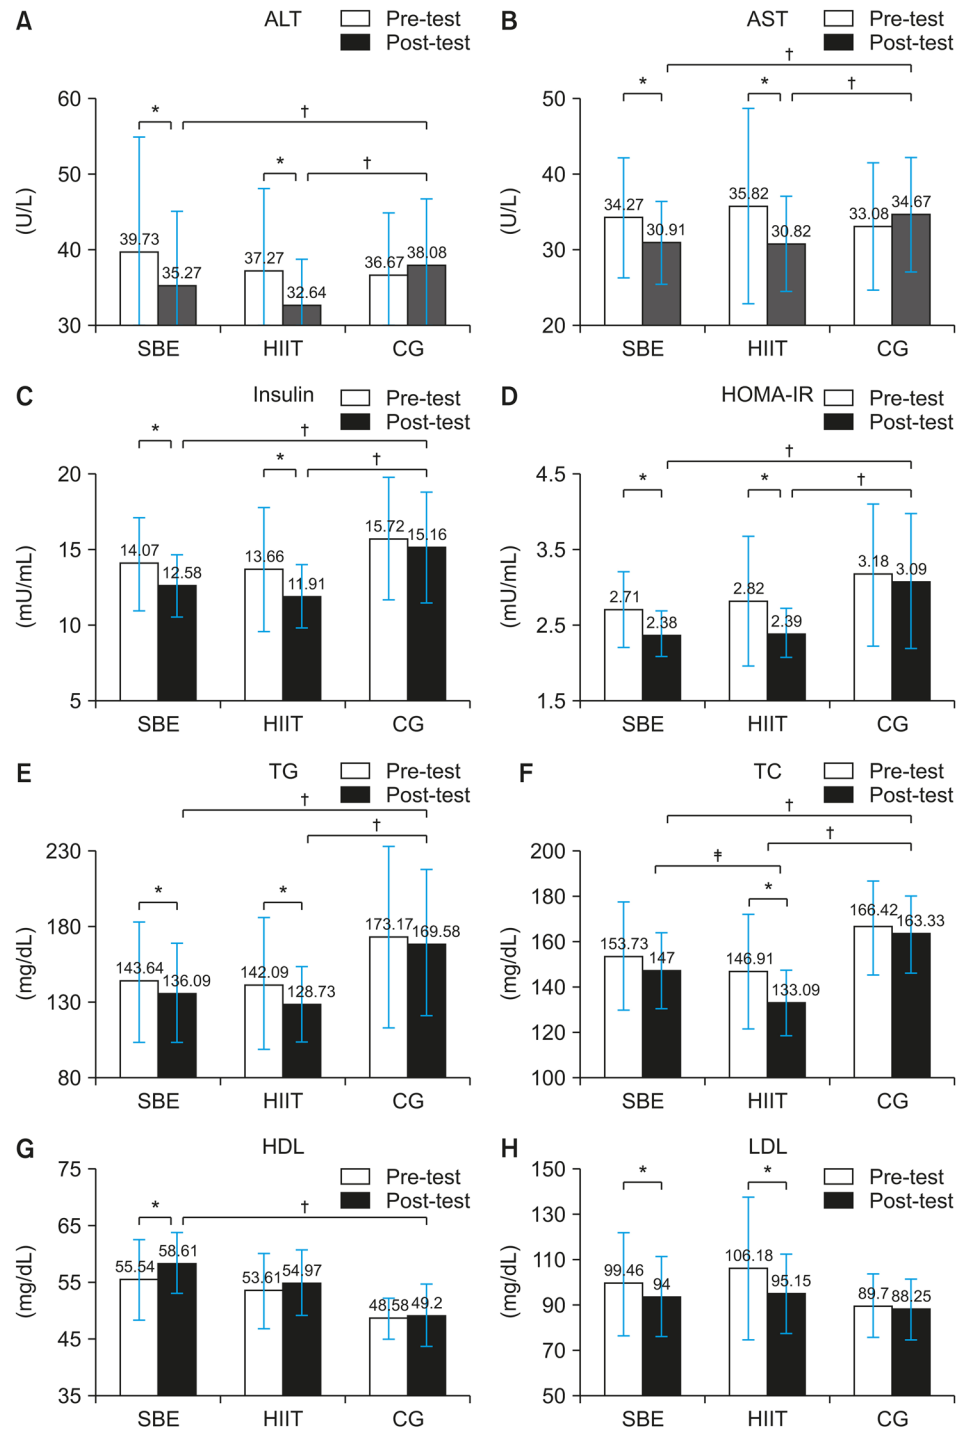 A ALT Pre-test B AST Pre-test
Post-test Post-test
†
* † * * †
60 50
* †
50 40
(U/L) 39.73 35.27 37.27 32.64 36.67 38.08 (U/L) 34.27 30.91 35.82 30.82 33.08 34.67
40 30
30 20
SBE HIIT CG SBE HIIT CG
C Insulin Pre-test D HOMA-IR Pre-test
Post-test Post-test
* † †
* † * * †
20 4.5
15 3.5
(mU/mL) 14.07 12.58 13.66 11.91 15.72 15.16 (mU/mL) 2.71 2.38 2.82 2.39 3.18 3.09
10 2.5
5 1.5
SBE HIIT CG SBE HIIT CG
E TG Pre-test F TC Pre-test
Post-test Post-test
† †
† †
230 200
‡
* * *
180 180
160
(mg/dL) 143.64 136.09 142.09 128.73 173.17 169.58 (mg/dL) 153.73 147 146.91 133.09 166.42 163.33
130 140
120
80 100
SBE HIIT CG SBE HIIT CG
G HDL H LDL
75 Pre-test 150 Pre-test
Post-test Post-test
* † * *
65 130
110
(mg/dL) 55.54 58.61 53.61 54.97 48.58 49.2 (mg/dL) 99.46 94 106.18 95.15 89.7 88.25
55 90
45 70
35 50
SBE HIIT CG SBE HIIT CG